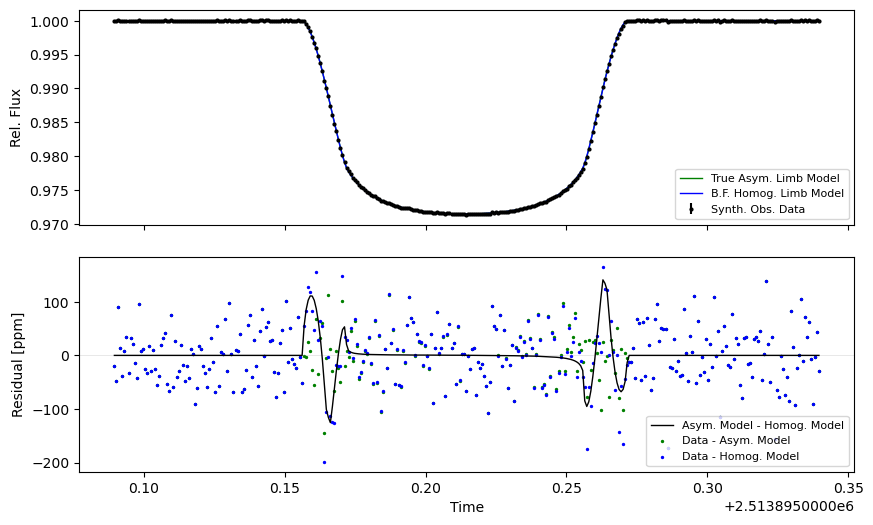 1.000
0.995
0.990
0.985
0.980
0.975
0.970
Rel. Flux
True Asym. Limb Model
B.F. Homog. Limb Model
Synth. Obs. Data
100
0
−100
−200
Residual [ppm]
Asym. Model - Homog. Model
Data - Asym. Model
Data - Homog. Model
0.10 0.15 0.20 0.25 0.30 0.35
Time
+2.5138950000e6